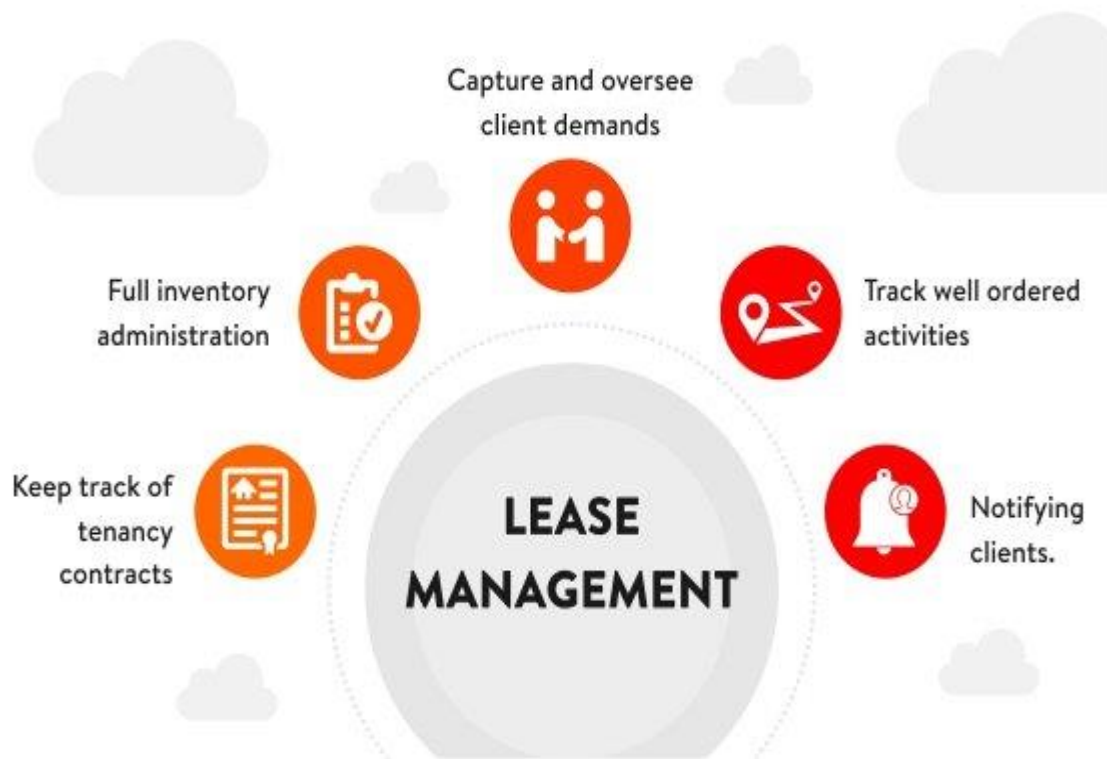 Capture and oversee
client demands
Full inventory
administration
Track well ordered
activities
Keep track of
tenancy
contracts
LEASE
MANAGEMENT
Notifying
clients.